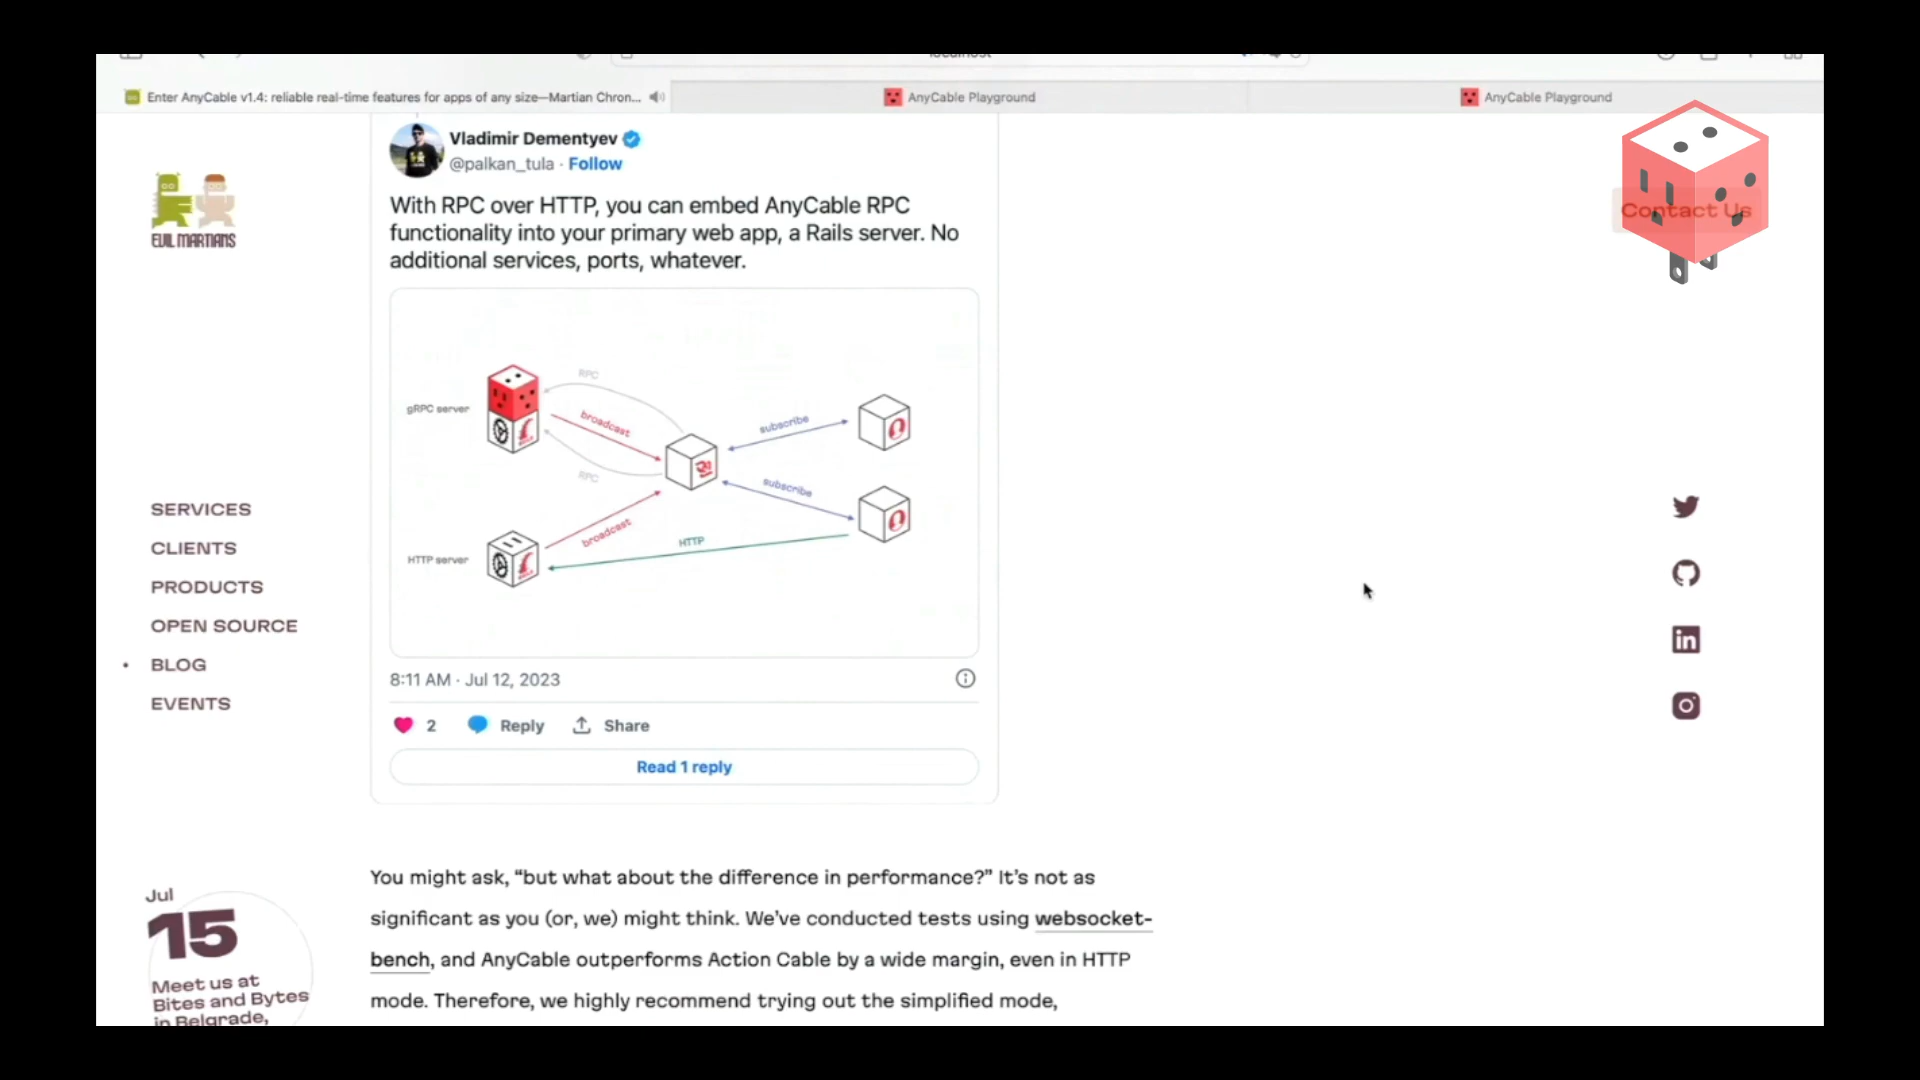 Enter AnyCable v1.4: reliable real-time features for apps of any size—Martian Chron...
AnyCable Playground
AnyCable Playground
Contact Us
EVIL MARTIANS
Vladimir Dementyev
@palkan_tula · Follow
With RPC over HTTP, you can embed AnyCable RPC
functionality into your primary web app, a Rails server. No
additional services, ports, whatever.
RPC
gRPC server
broadcast
subscribe
RPC
subscribe
broadcast
HTTP
HTTP server
8:11 AM · Jul 12, 2023
2
Reply
Share
Read 1 reply
SERVICES
CLIENTS
PRODUCTS
OPEN SOURCE
• BLOG
EVENTS
You might ask, “but what about the difference in performance?” It’s not as
significant as you (or, we) might think. We’ve conducted tests using websocket-
bench, and AnyCable outperforms Action Cable by a wide margin, even in HTTP
mode. Therefore, we highly recommend trying out the simplified mode,
Jul
15
Meet us at
Bites and Bytes
in Belgrade,